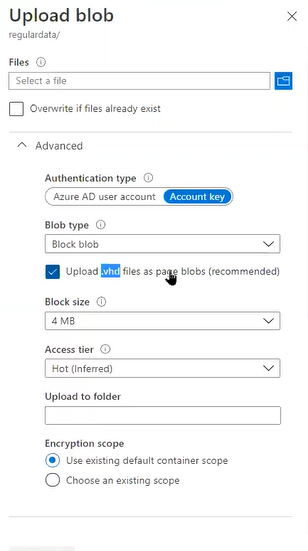 Upload blob
regulardata/
Files
Select a file
Overwrite if files already exist
Advanced
Authentication type
Azure AD user account Account key
Blob type
Block blob
Upload .vhd files as page blobs (recommended)
Block size
4 MB
Access tier
Hot (Inferred)
Upload to folder
Encryption scope
Use existing default container scope
Choose an existing scope